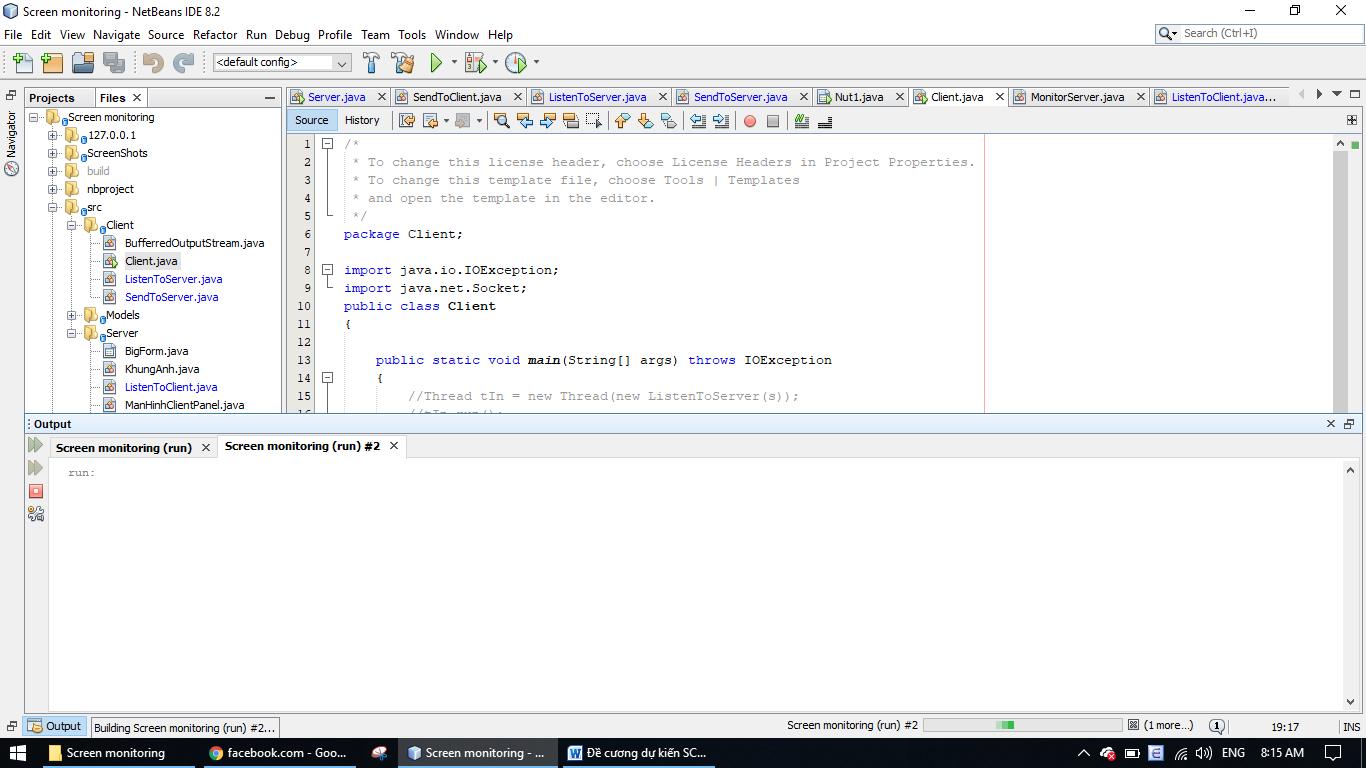 Screen monitoring - NetBeans IDE 8.2
File Edit View Navigate Source Refactor Run Debug Profile Team Tools Window Help
Search (Ctrl+I)
<default config>
Projects Files
Server.java SendToClient.java ListenToServer.java SendToServer.java Nut1.java Client.java MonitorServer.java ListenToClient.java...
Navigator
Source History
Screen monitoring
127.0.0.1
ScreenShots
build
nbproject
src
Client
BufferredOutputStream.java
Client.java
ListenToServer.java
SendToServer.java
Models
Server
BigForm.java
KhungAnh.java
ListenToClient.java
ManHinhClientPanel.java
1 /*
2 * To change this license header, choose License Headers in Project Properties.
3 * To change this template file, choose Tools | Templates
4 * and open the template in the editor.
5 */
6 package Client;
7
8 import java.io.IOException;
9 import java.net.Socket;
10 public class Client
11 {
12
13 public static void main(String[] args) throws IOException
14 {
15 //Thread tIn = new Thread(new ListenToServer(s));
Output
Screen monitoring (run) Screen monitoring (run) #2
run:
Output Building Screen monitoring (run) #2... Screen monitoring (run) #2 (1 more...) 1 19:17 INS
Screen monitoring facebook.com - Goo... Screen monitoring - ... Đề cương dự kiến SC... ENG 8:15 AM